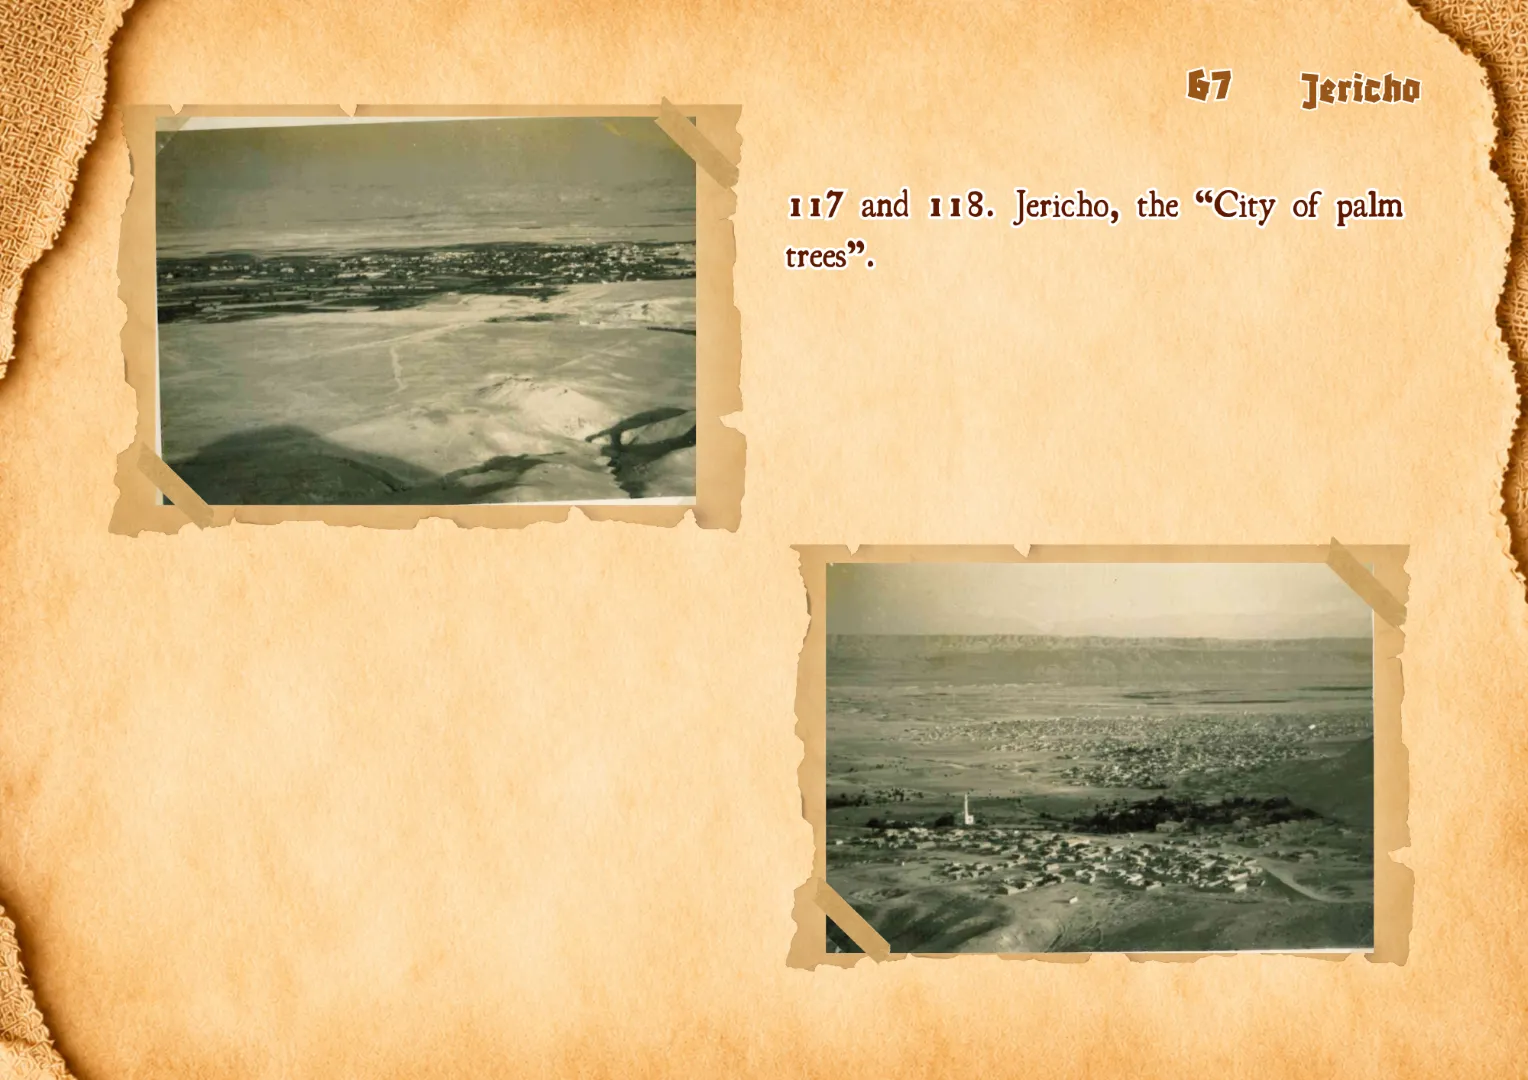 67 Jericho
117 and 118. Jericho, the “City of palm
trees”.